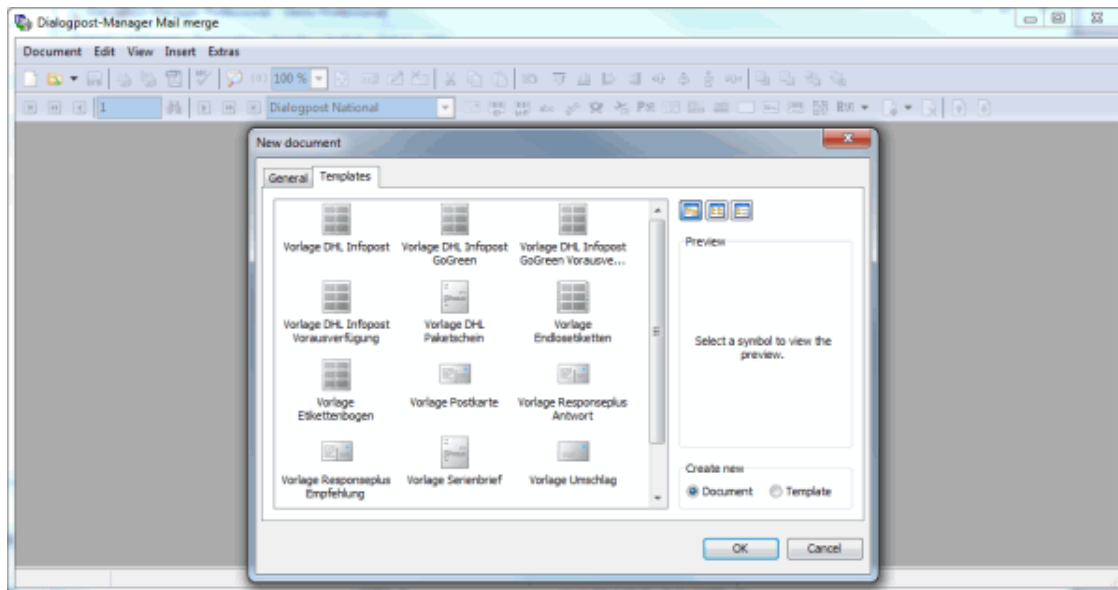 Dialogpost-Manager Mail merge
Document Edit View Insert Extras
100 %
1 Dialogpost National
New document
General Templates
Vorlage DHL Infopost
Vorlage DHL Infopost
GoGreen
Vorlage DHL Infopost
GoGreen Vorausve...
Vorlage DHL Infopost
Vorausverfügung
Vorlage DHL
Paketschein
Vorlage
Endlosetiketten
Vorlage
Etikettenbogen
Vorlage Postkarte
Vorlage Responseplus
Antwort
Vorlage Responseplus
Empfehlung
Vorlage Serienbrief
Vorlage Umschlag
Preview
Select a symbol to view the
preview.
Create new
Document Template
OK Cancel